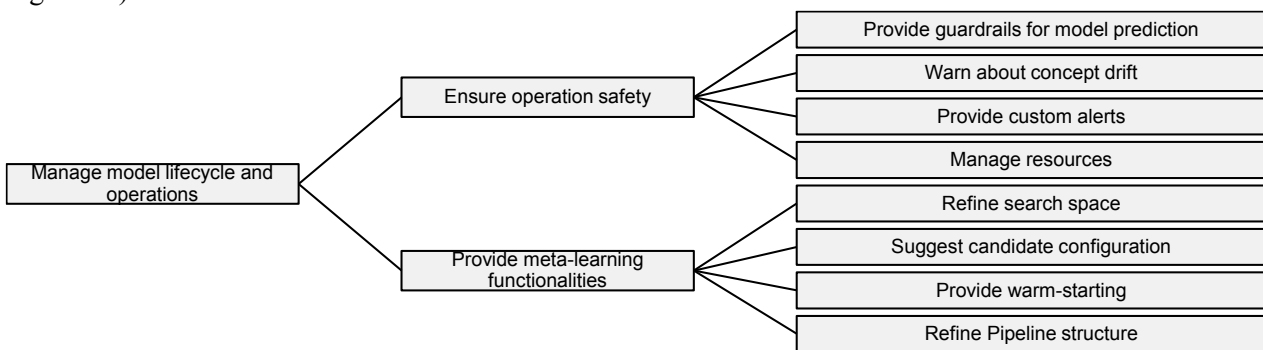 Provide guardrails for model prediction
Warn about concept drift
Ensure operation safety
Provide custom alerts
Manage resources
Manage model lifecycle and
operations
Refine search space
Suggest candidate configuration
Provide meta-learning
functionalities
Provide warm-starting
Refine Pipeline structure